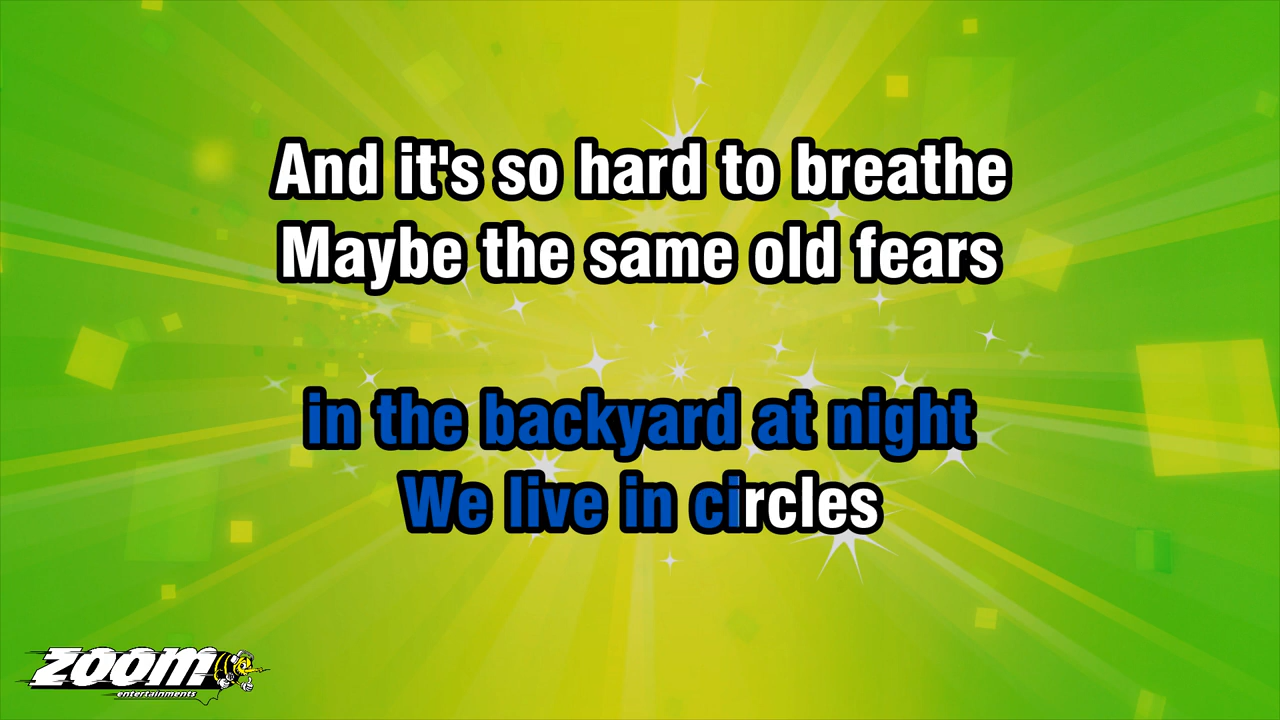 And it's so hard to breathe
Maybe the same old fears
in the backyard at night
We live in circles
zoom
entertainments